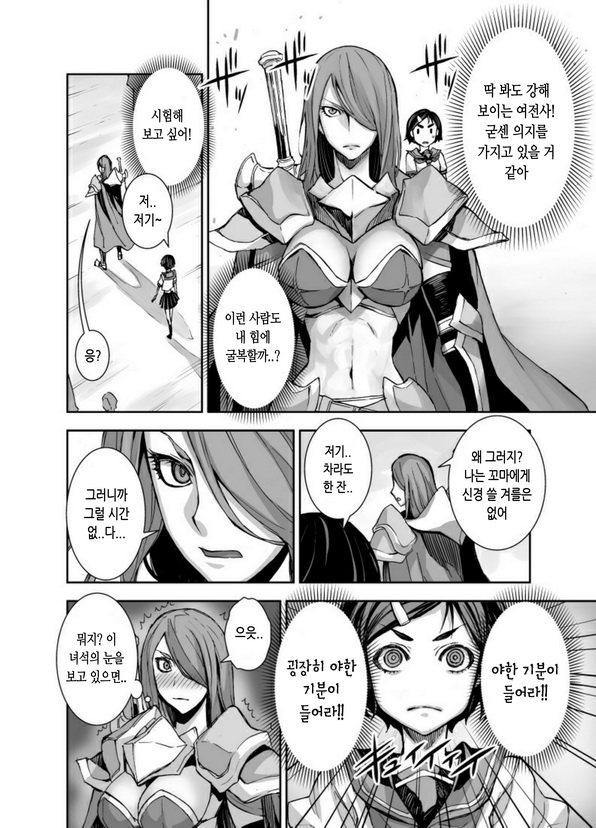 딱 봐도 강해
보이는 여전사!
굳센 의지를
가지고 있을 거
같아
이런 사람도
내 힘에
굴복할까..?
시험해
보고 싶어!
저..
저기~
응?
왜 그러지?
나는 꼬마에게
신경 쓸 겨를은
없어
저기..
차라도
한 잔..
그러니까
그럴 시간
없..다...
야한 기분이
들어라!!
굉장히 야한
기분이
들어라!!
으읏..
뭐지? 이
녀석의 눈을
보고 있으면..